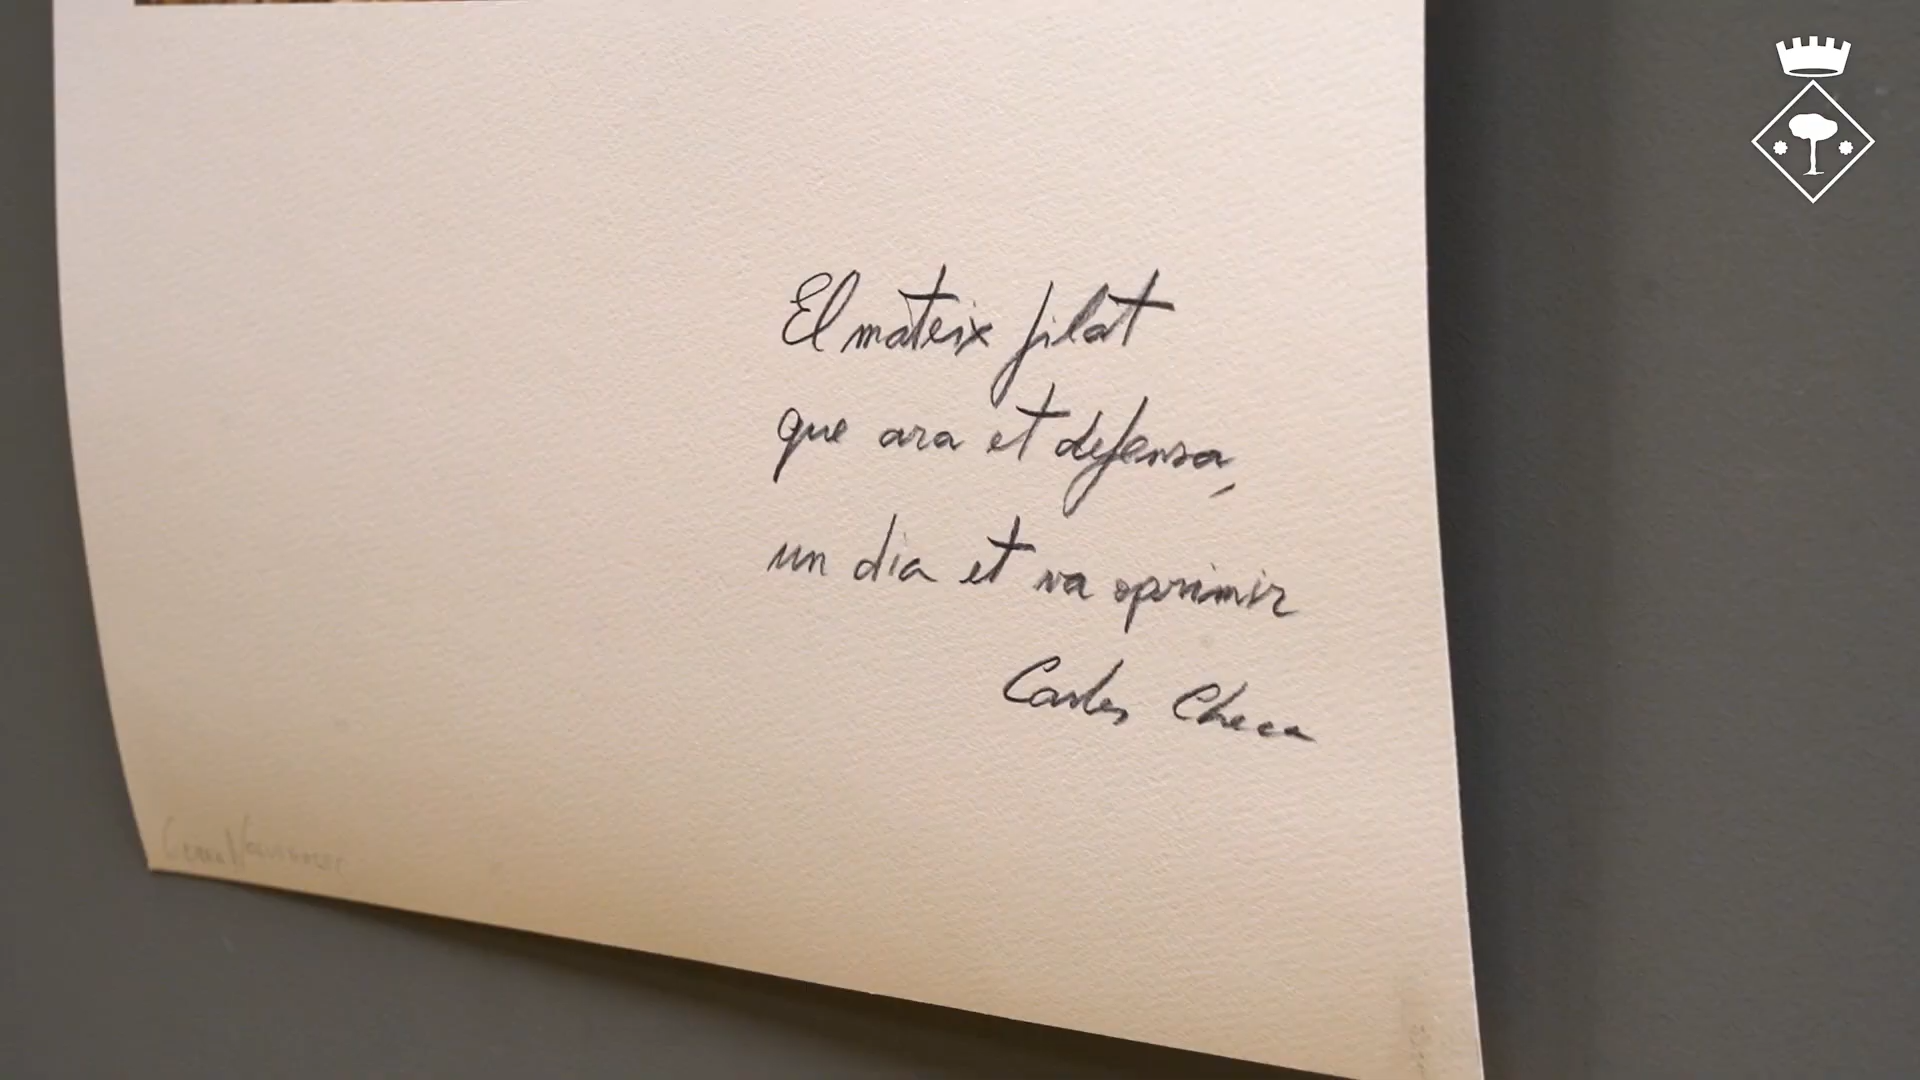 El mateix filat
que ara et defensa,
un dia et va oprimir
Carles Checa